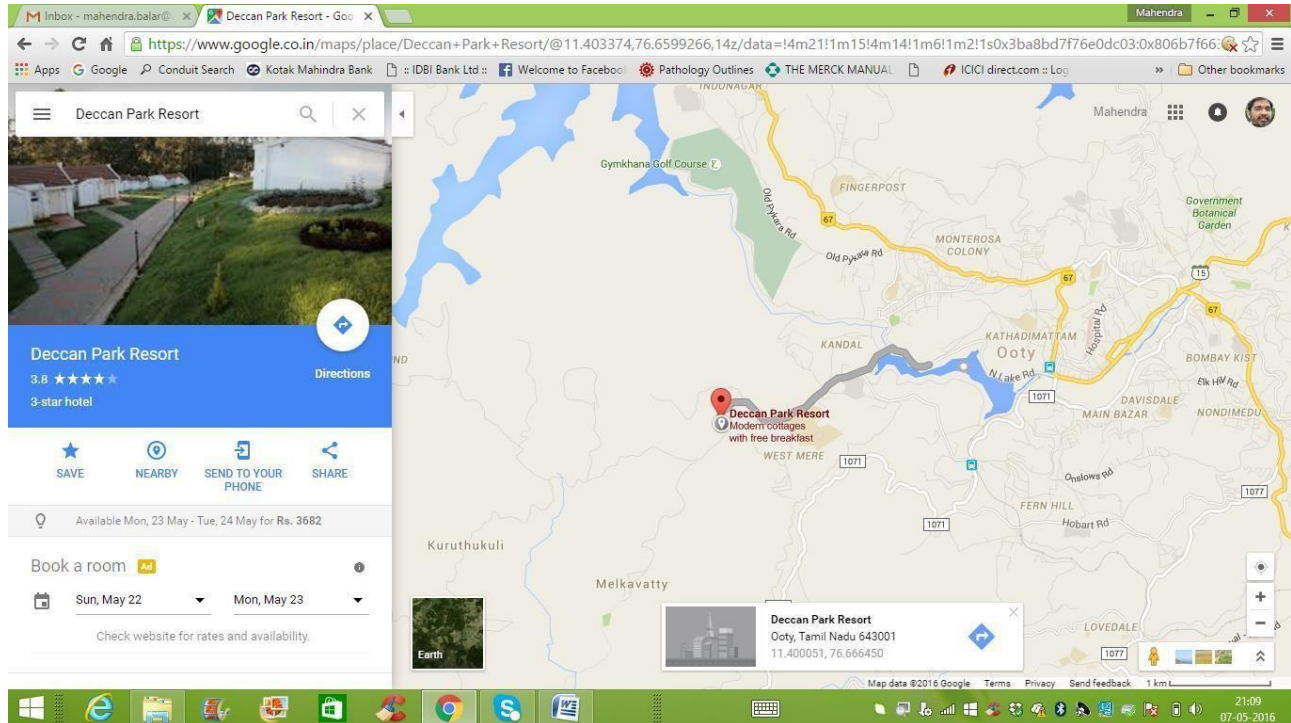 Inbox - mahendra.balar@
Deccan Park Resort - Goo
Mahendra
https://www.google.co.in/maps/place/Deccan+Park+Resort/@11.403374,76.6599266,14z/data=!4m21!1m15!4m14!1m6!1m2!1s0x3ba8bd7f76e0dc03:0x806b7f66
Apps
Google
Conduit Search
Kotak Mahindra Bank
:: IDBI Bank Ltd ::
Welcome to Faceboo
Pathology Outlines
THE MERCK MANUAL
ICICI direct.com :: Log
»
Other bookmarks
Deccan Park Resort
Deccan Park Resort
3.8
3-star hotel
Directions
SAVE
NEARBY
SEND TO YOUR
PHONE
SHARE
Available Mon, 23 May - Tue, 24 May for Rs. 3682
Book a room Ad
Sun, May 22
Mon, May 23
Check website for rates and availability.
INDUNAGAR
Mahendra
Gymkhana Golf Course
FINGERPOST
Old Pykara Rd
67
Government
Botanical
Garden
MONTEROSA
COLONY
Old Pykara Rd
67
15
67
Hospital Rd
KANDAL
KATHADIMATTAM
Ooty
BOMBAY KIST
ND
N Lake Rd
Elk Hill Rd
1071
DAVISDALE
MAIN BAZAR
NONDIMEDU
Deccan Park Resort
Modern cottages
with free breakfast
WEST MERE
1071
Onslows Rd
1077
FERN HILL
1071
Hobart Rd
Kuruthukuli
Melkavatty
Earth
Deccan Park Resort
Ooty, Tamil Nadu 643001
11.400051, 76.666450
LOVEDALE
1077
Map data ©2016 Google
Terms
Privacy
Send feedback
1 km
21:09
07-05-2016